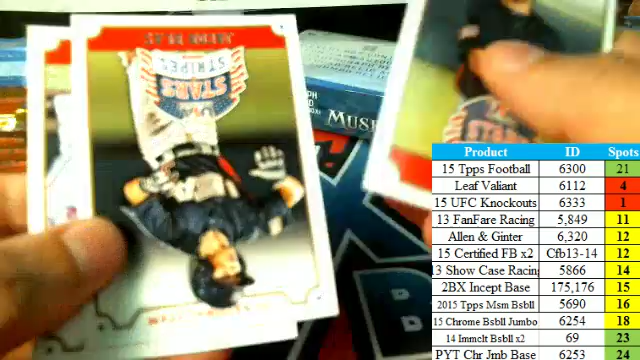 STARS
STRIPES
MUSE
Product ID Spots
15 Tpps Football 6300 21
Leaf Valiant 6112 4
15 UFC Knockouts 6333 1
13 FanFare Racing 5,849 11
Allen & Ginter 6,320 12
15 Certified FB x2 Cfb13-14 12
13 Show Case Racing 5866 14
2BX Incept Base 175,176 15
2015 Tpps Msm Bsbll 5690 16
15 Chrome Bsbll Jumbo 6254 18
14 Immclt Bsbll x2 69 23
PYT Chr Jmb Base 6253 24